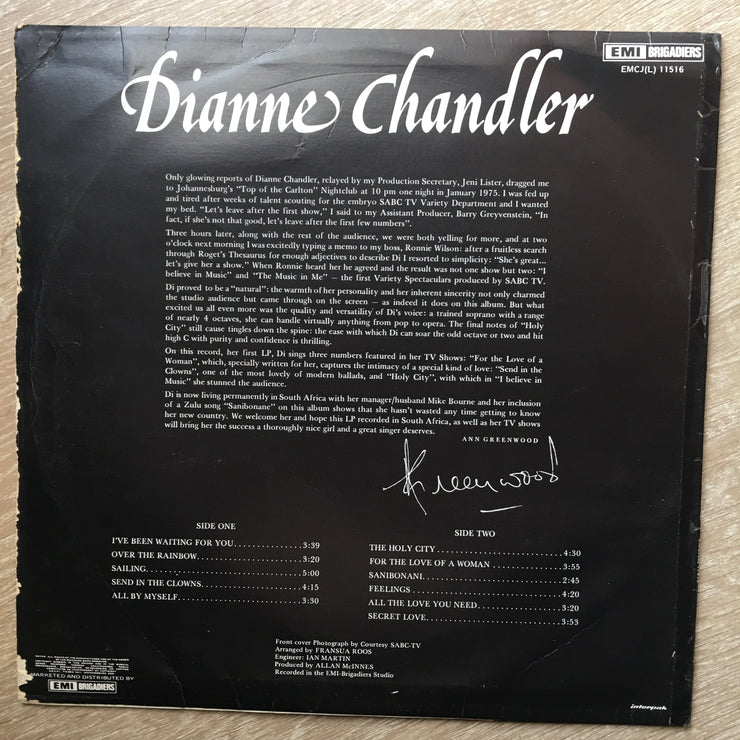 EMI BRIGADIERS
EMCJ(L) 11516
Dianne Chandler
Only glowing reports of Dianne Chandler, relayed by my Production Secretary, Jeni Lister, dragged me
to Johannesburg's "Top of the Carlton" Nightclub at 10 pm one night in January 1975. I was fed up
and tired after weeks of talent scouting for the embryo SABC TV Variety Department and I wanted
my bed. "Let's leave after the first show," I said to my Assistant Producer, Barry Greyvenstein, "In
fact, if she's not that good, let's leave after the first few numbers".
Three hours later, along with the rest of the audience, we were both yelling for more, and at two
o'clock next morning I was excitedly typing a memo to my boss, Ronnie Wilson: after a fruitless search
through Roget's Thesaurus for enough adjectives to describe Di I resorted to simplicity: "She's great...
let's give her a show." When Ronnie heard her he agreed and the result was not one show but two: "I
believe in Music" and "The Music in Me" — the first Variety Spectaculars produced by SABC TV.
Di proved to be a "natural": the warmth of her personality and her inherent sincerity not only charmed
the studio audience but came through on the screen — as indeed it does on this album. But what
excited us all even more was the quality and versatility of Di's voice: a trained soprano with a range
of nearly 4 octaves, she can handle virtually anything from pop to opera. The final notes of "Holy
City" still cause tingles down the spine: the ease with which Di can soar the odd octave or two and hit
high C with purity and confidence is thrilling.
On this record, her first LP, Di sings three numbers featured in her TV Shows: "For the Love of a
Woman", which, specially written for her, captures the intimacy of a special kind of love: "Send in the
Clowns", one of the most lovely of modern ballads, and "Holy City", with which in "I believe in
Music" she stunned the audience.
Di is now living permanently in South Africa with her manager/husband Mike Bourne and her inclusion
of a Zulu song "Sanibonane" on this album shows that she hasn't wasted any time getting to know
her new country. We welcome her and hope this LP recorded in South Africa, as well as her TV shows
will bring her the success a thoroughly nice girl and a great singer deserves.
ANN GREENWOOD
A Greenwood
SIDE ONE
I'VE BEEN WAITING FOR YOU..............3:39
OVER THE RAINBOW....................3:20
SAILING..............................5:00
SEND IN THE CLOWNS...................4:15
ALL BY MYSELF........................3:30
SIDE TWO
THE HOLY CITY........................4:30
FOR THE LOVE OF A WOMAN..............3:55
SANIBONANI...........................2:45
FEELINGS.............................4:20
ALL THE LOVE YOU NEED................3:20
SECRET LOVE..........................3:53
Front cover Photograph by Courtesy SABC-TV
Arranged by FRANSUA ROOS
Engineer: IAN MARTIN
Produced by ALLAN McINNES
Recorded in the EMI-Brigadiers Studio
MARKETED AND DISTRIBUTED BY
EMI BRIGADIERS
interpak